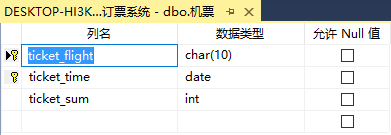 DESKTOP-HI3K...订票系统 - dbo.机票
列名 数据类型 允许 Null 值
ticket_flight char(10)
ticket_time date
ticket_sum int